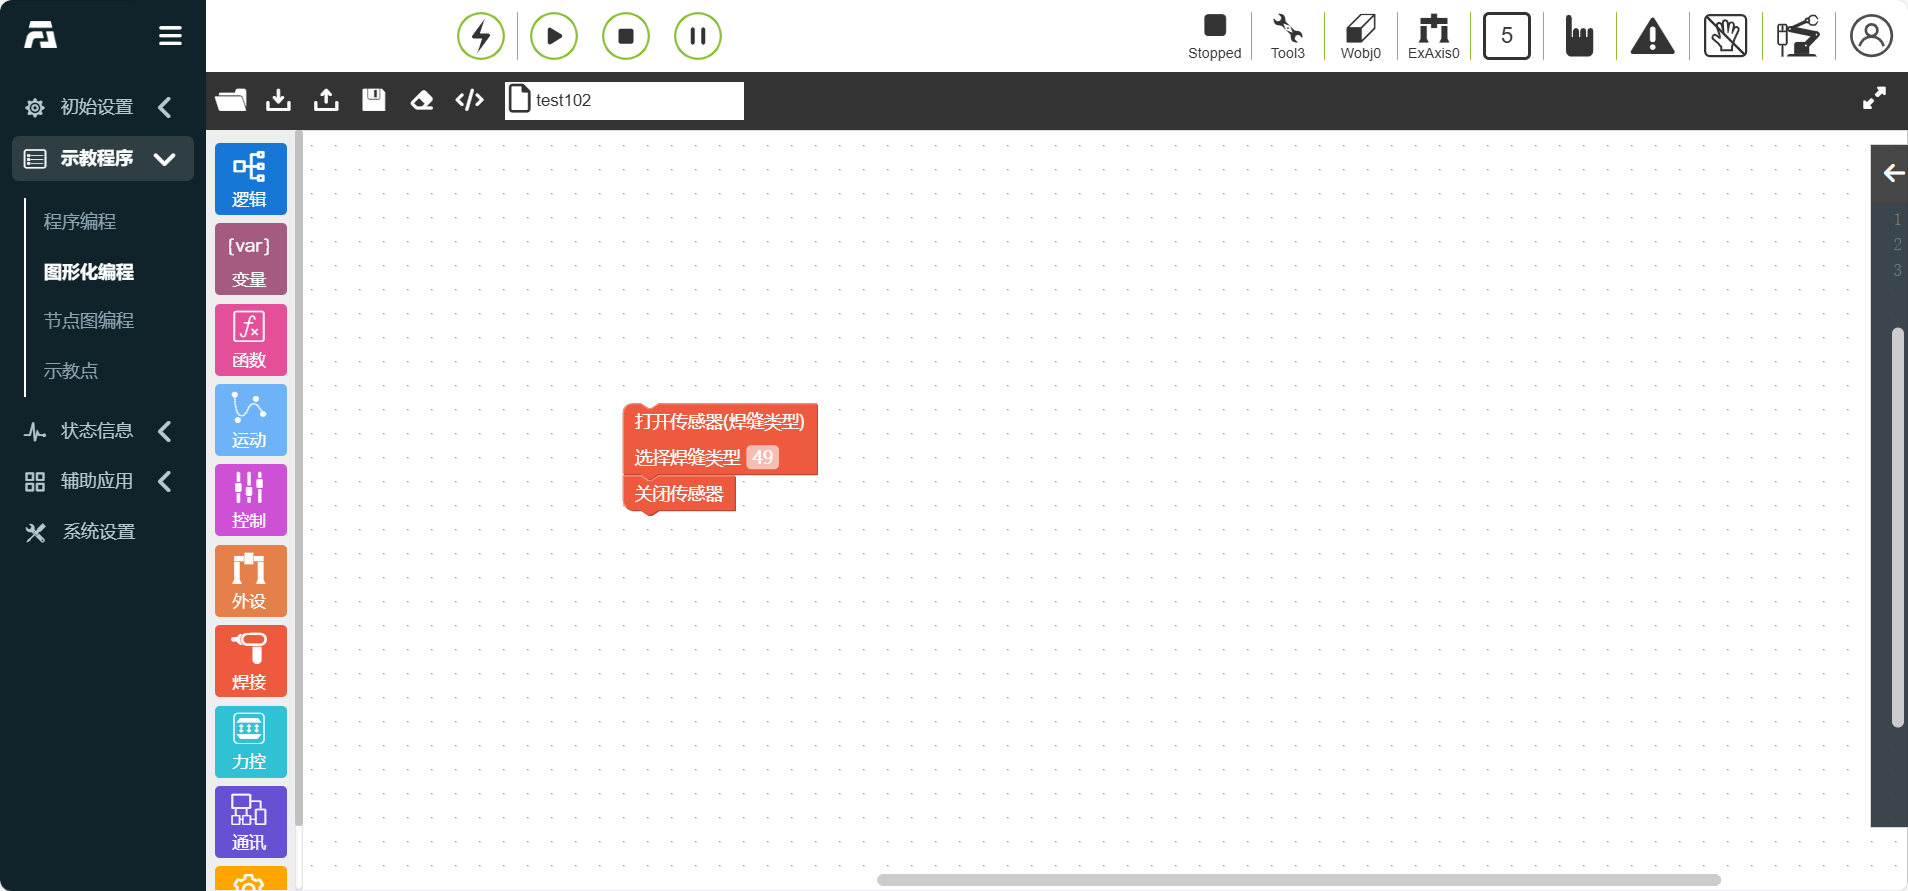 Stopped
Tool3
Wobj0
ExAxis0
5
test102
初始设置
示教程序
程序编程
图形化编程
节点图编程
示教点
状态信息
辅助应用
系统设置
逻辑
{var}
变量
fx
函数
运动
控制
外设
焊接
力控
通讯
打开传感器(焊缝类型)
选择焊缝类型 49
关闭传感器
1
2
3